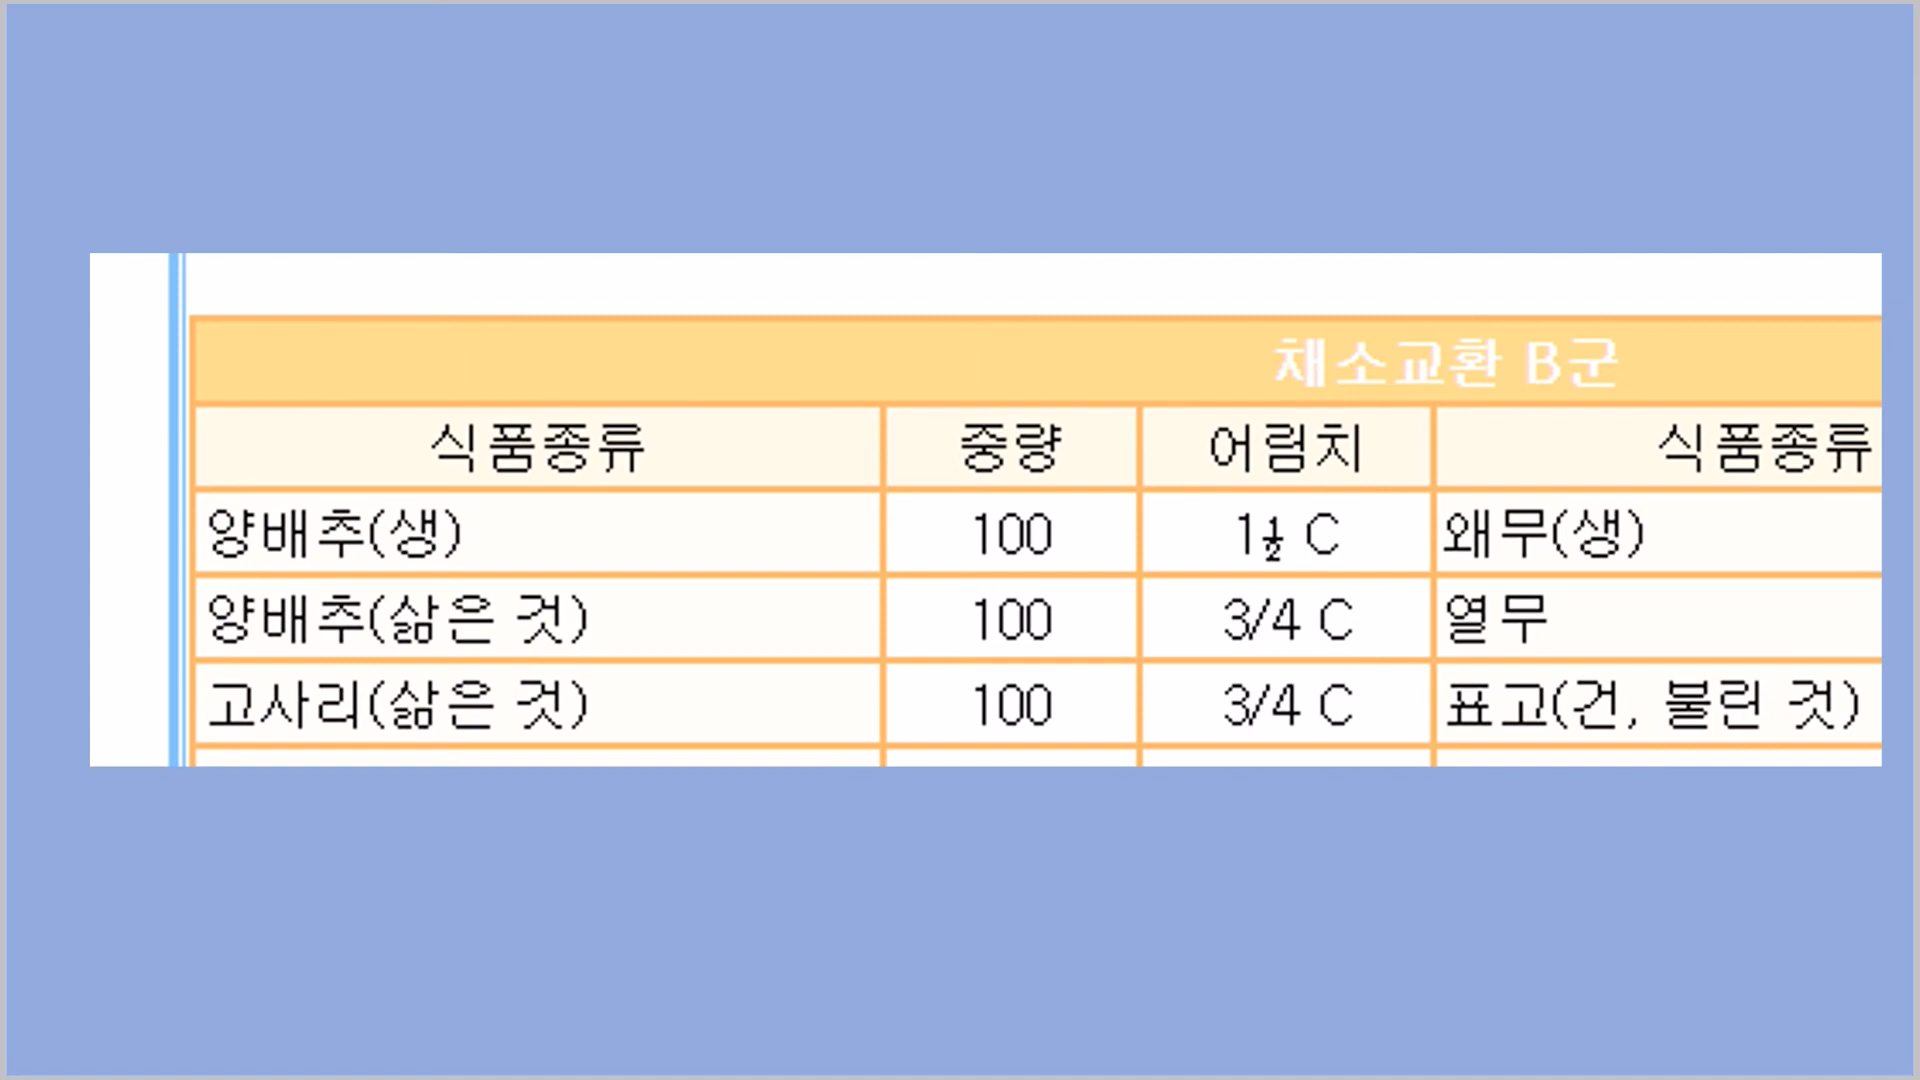 채소교환 B군
식품종류 중량 어림치 식품종류
양배추(생) 100 1½ C 왜무(생)
양배추(삶은 것) 100 3/4 C 열무
고사리(삶은 것) 100 3/4 C 표고(건, 불린 것)